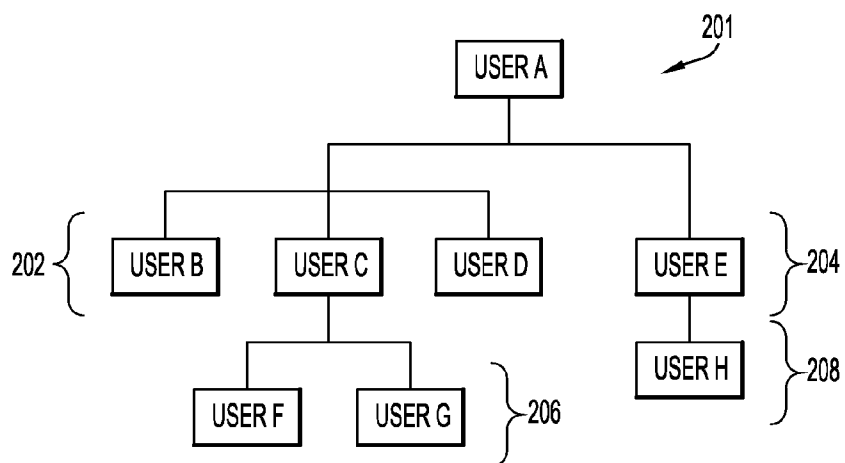 201
USER A
202
USER B
USER C
USER D
USER E
204
USER H
208
USER F
USER G
206